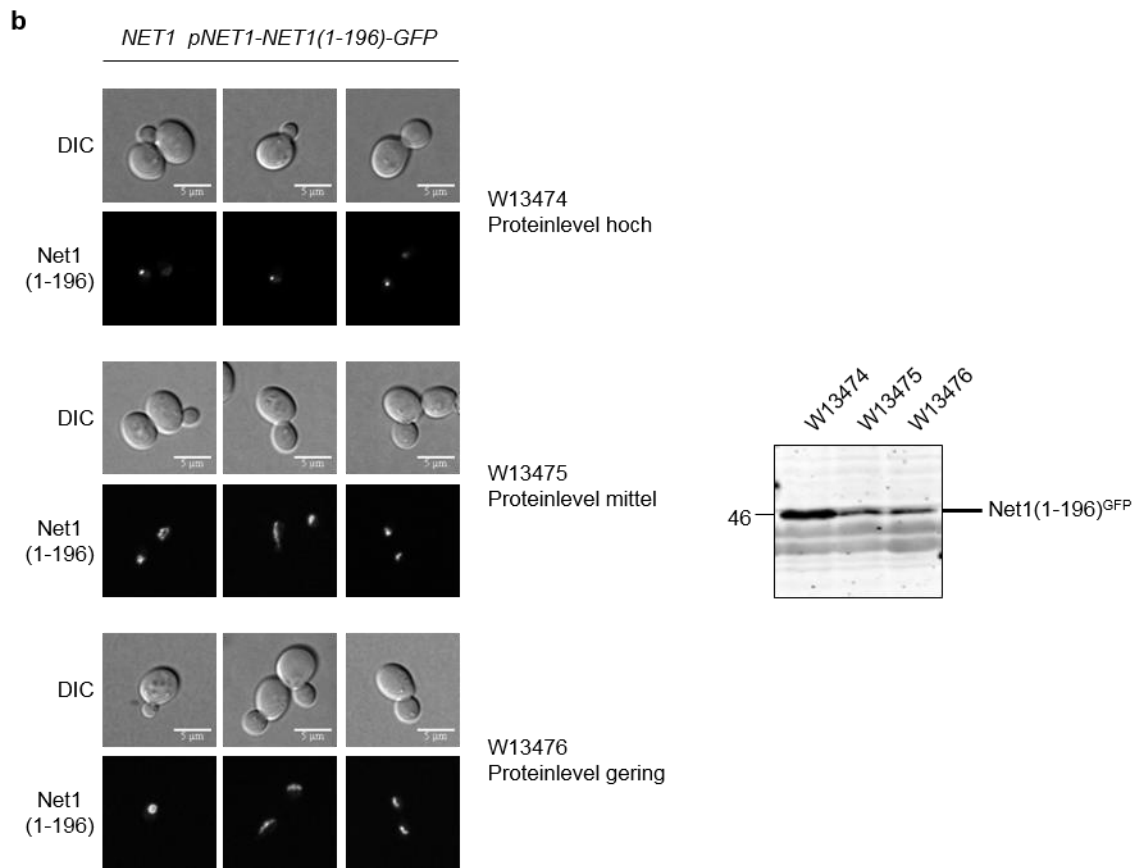 b
NET1 pNET1-NET1(1-196)-GFP
DIC
5 µm
5 µm
5 µm
Net1
(1-196)
W13474
Proteinlevel hoch
DIC
5 µm
5 µm
5 µm
Net1
(1-196)
W13475
Proteinlevel mittel
DIC
5 µm
5 µm
5 µm
Net1
(1-196)
W13476
Proteinlevel gering
W13474
W13475
W13476
46
Net1(1-196)GFP